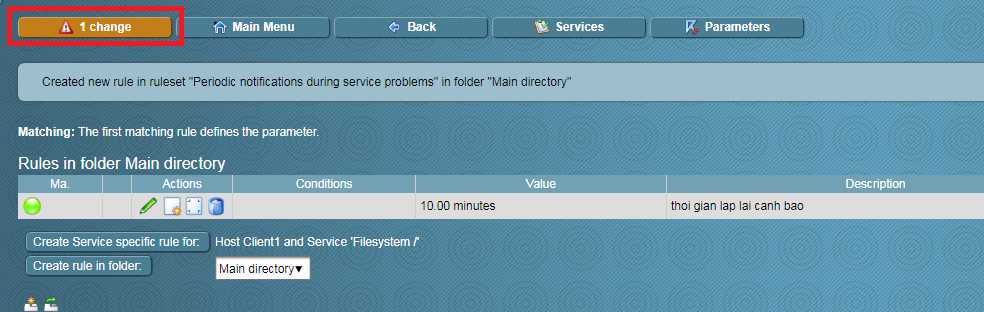 1 change Main Menu Back Services Parameters
Created new rule in ruleset "Periodic notifications during service problems" in folder "Main directory"
Matching: The first matching rule defines the parameter.
Rules in folder Main directory
Ma. Actions Conditions Value Description
10.00 minutes thoi gian lap lai canh bao
Create Service specific rule for: Host Client1 and Service 'Filesystem /'
Create rule in folder: Main directory